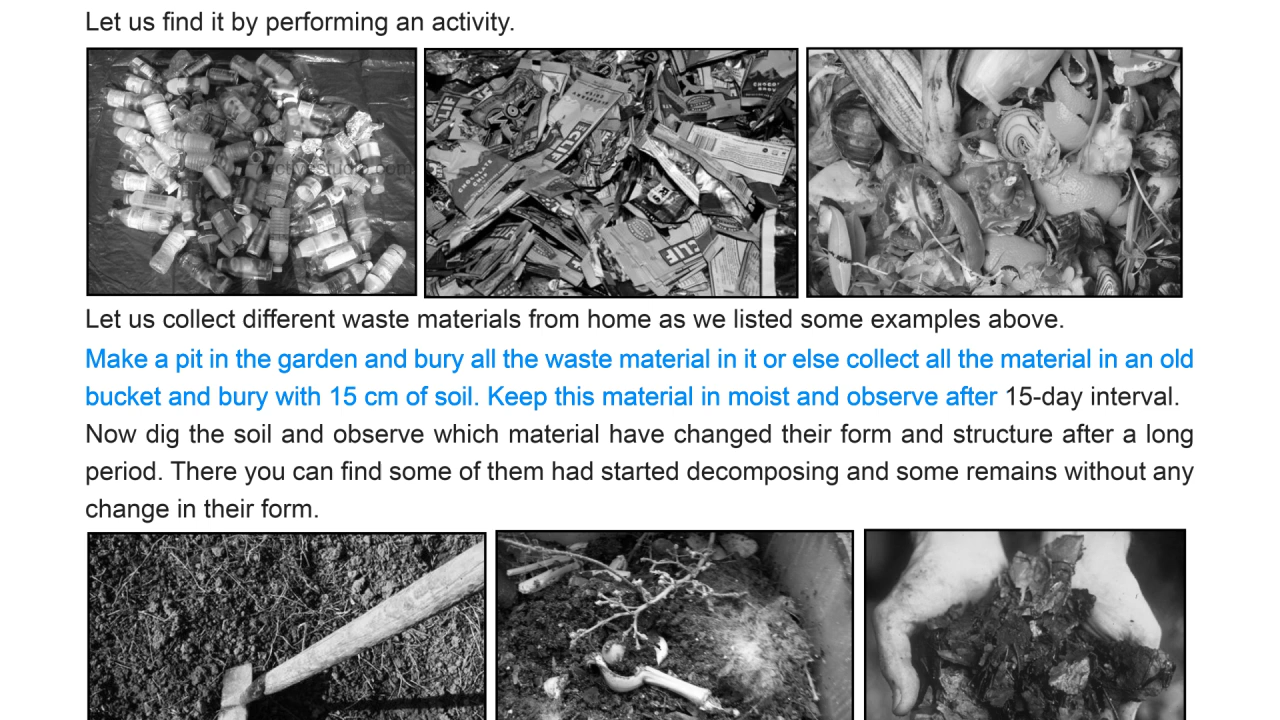 Let us find it by performing an activity.
CLIF
CLIF
CLIF
Let us collect different waste materials from home as we listed some examples above.
Make a pit in the garden and bury all the waste material in it or else collect all the material in an old
bucket and bury with 15 cm of soil. Keep this material in moist and observe after 15-day interval.
Now dig the soil and observe which material have changed their form and structure after a long
period. There you can find some of them had started decomposing and some remains without any
change in their form.